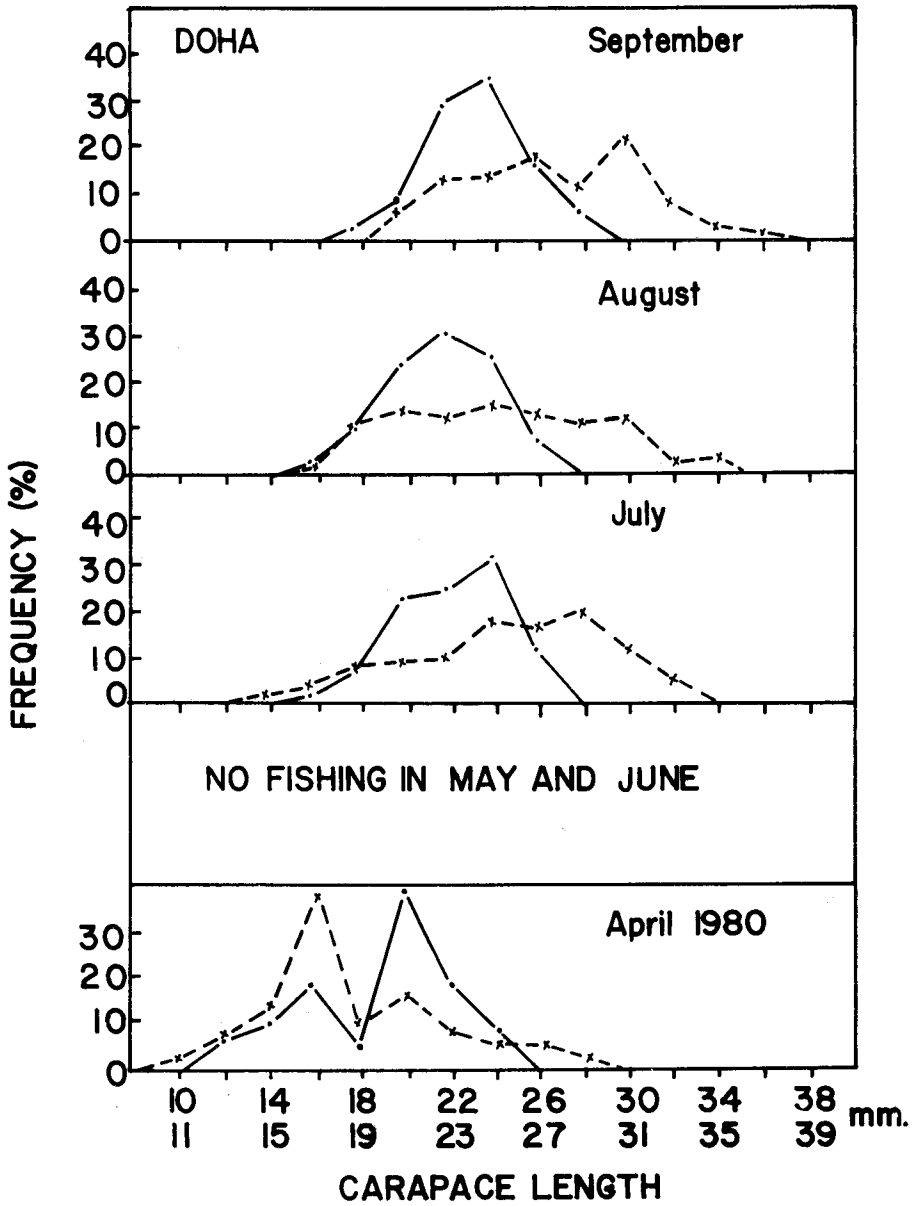 DOHA
September
40
30
20
10
0
August
40
30
20
10
0
July
40
30
20
10
0
NO FISHING IN MAY AND JUNE
April 1980
30
20
10
0
FREQUENCY (%)
10 14 18 22 26 30 34 38 mm.
11 15 19 23 27 31 35 39
CARAPACE LENGTH